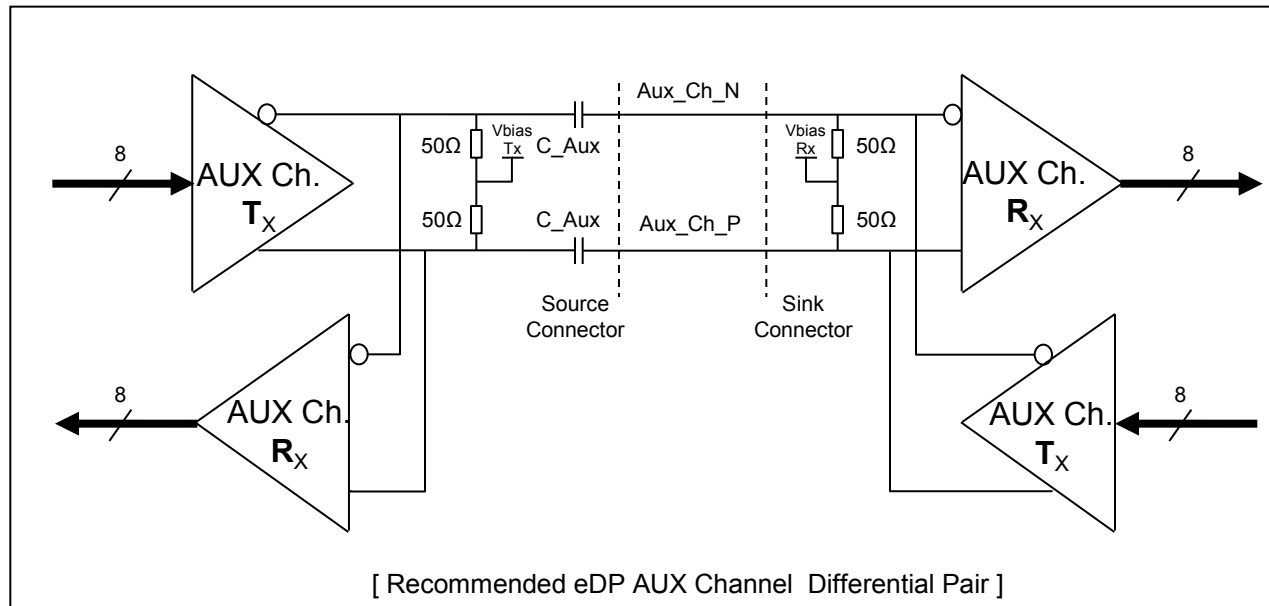 Aux_Ch_N
8
AUX Ch.
TX
50Ω
Vbias
Tx
C_Aux
Vbias
Rx
50Ω
AUX Ch.
RX
8
50Ω
C_Aux
Aux_Ch_P
50Ω
Source
Connector
Sink
Connector
8
AUX Ch.
RX
AUX Ch.
TX
8
[ Recommended eDP AUX Channel Differential Pair ]